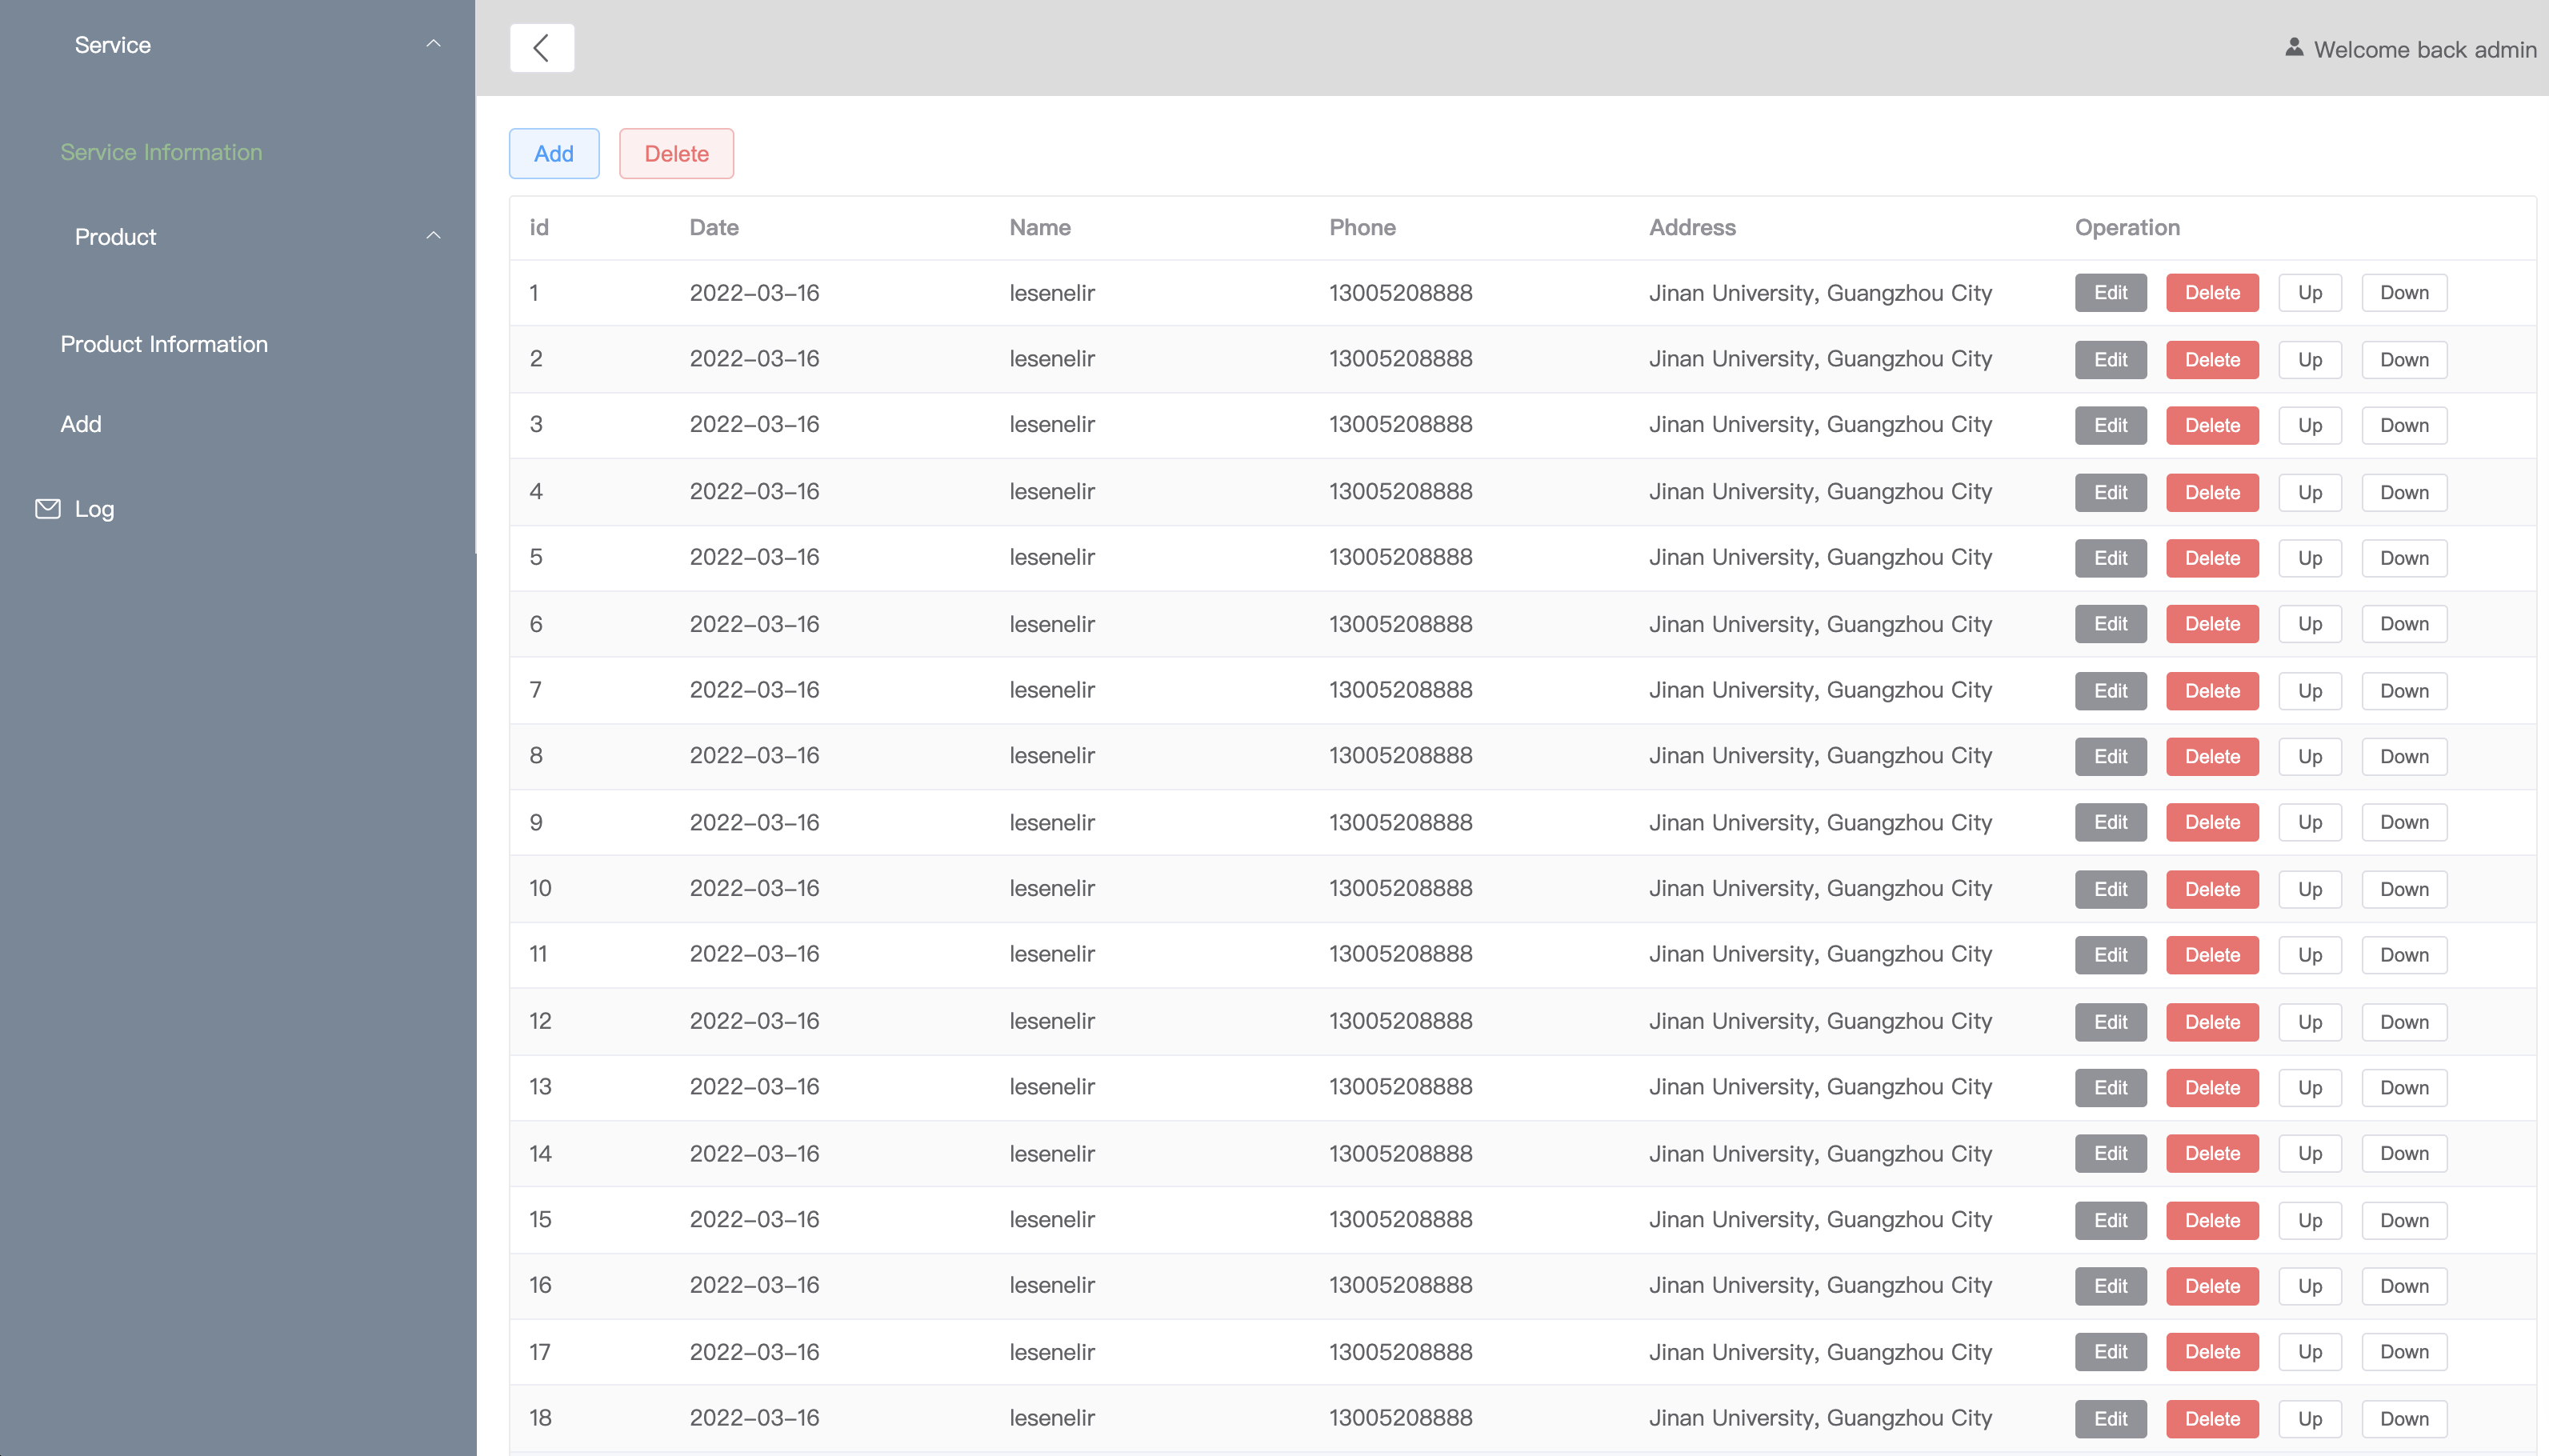 Service
Service Information
Product
Product Information
Add
Log
Welcome back admin
Add Delete
id Date Name Phone Address Operation
1 2022-03-16 lesenelir 13005208888 Jinan University, Guangzhou City Edit Delete Up Down
2 2022-03-16 lesenelir 13005208888 Jinan University, Guangzhou City Edit Delete Up Down
3 2022-03-16 lesenelir 13005208888 Jinan University, Guangzhou City Edit Delete Up Down
4 2022-03-16 lesenelir 13005208888 Jinan University, Guangzhou City Edit Delete Up Down
5 2022-03-16 lesenelir 13005208888 Jinan University, Guangzhou City Edit Delete Up Down
6 2022-03-16 lesenelir 13005208888 Jinan University, Guangzhou City Edit Delete Up Down
7 2022-03-16 lesenelir 13005208888 Jinan University, Guangzhou City Edit Delete Up Down
8 2022-03-16 lesenelir 13005208888 Jinan University, Guangzhou City Edit Delete Up Down
9 2022-03-16 lesenelir 13005208888 Jinan University, Guangzhou City Edit Delete Up Down
10 2022-03-16 lesenelir 13005208888 Jinan University, Guangzhou City Edit Delete Up Down
11 2022-03-16 lesenelir 13005208888 Jinan University, Guangzhou City Edit Delete Up Down
12 2022-03-16 lesenelir 13005208888 Jinan University, Guangzhou City Edit Delete Up Down
13 2022-03-16 lesenelir 13005208888 Jinan University, Guangzhou City Edit Delete Up Down
14 2022-03-16 lesenelir 13005208888 Jinan University, Guangzhou City Edit Delete Up Down
15 2022-03-16 lesenelir 13005208888 Jinan University, Guangzhou City Edit Delete Up Down
16 2022-03-16 lesenelir 13005208888 Jinan University, Guangzhou City Edit Delete Up Down
17 2022-03-16 lesenelir 13005208888 Jinan University, Guangzhou City Edit Delete Up Down
18 2022-03-16 lesenelir 13005208888 Jinan University, Guangzhou City Edit Delete Up Down